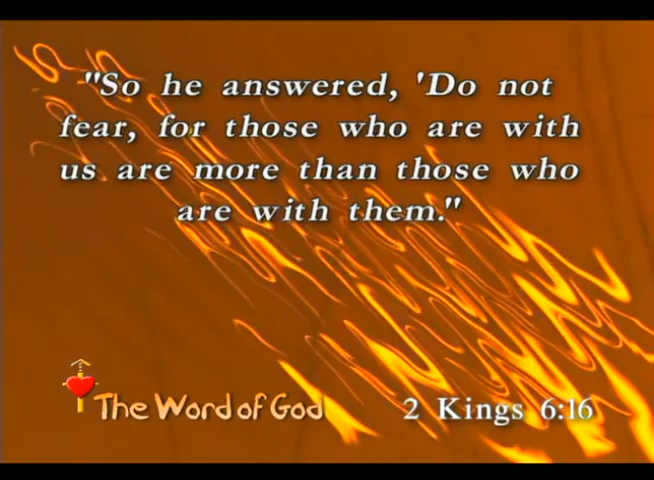 "So he answered, 'Do not
fear, for those who are with
us are more than those who
are with them."
The Word of God
2 Kings 6:16